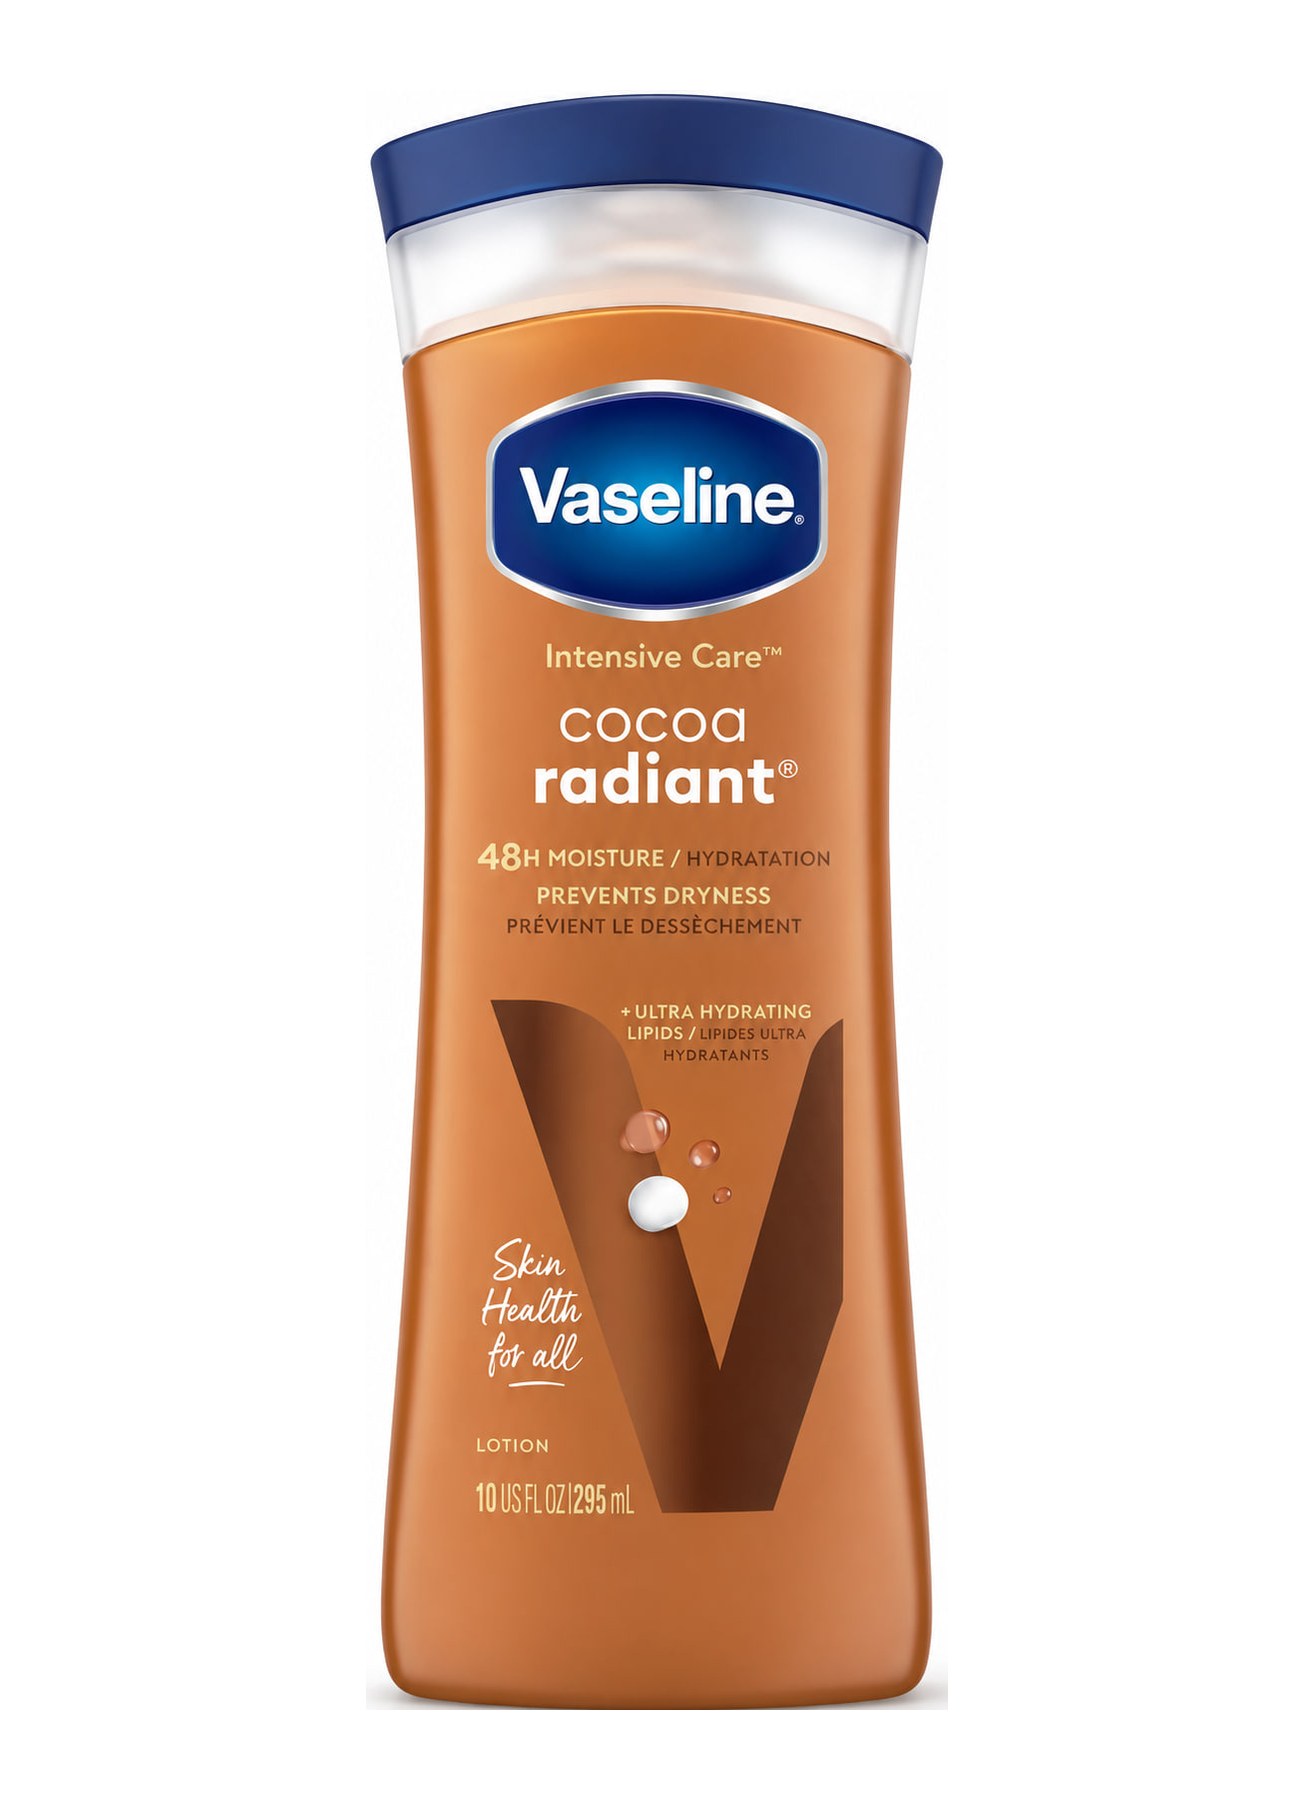 Vaseline®
Intensive Care™
cocoa
radiant®
48H MOISTURE / HYDRATATION
PREVENTS DRYNESS
PRÉVIENT LE DESSÈCHEMENT
+ ULTRA HYDRATING
LIPIDS / LIPIDES ULTRA
HYDRATANTS
Skin
Health
for all
LOTION
10 US FL OZ | 295 mL